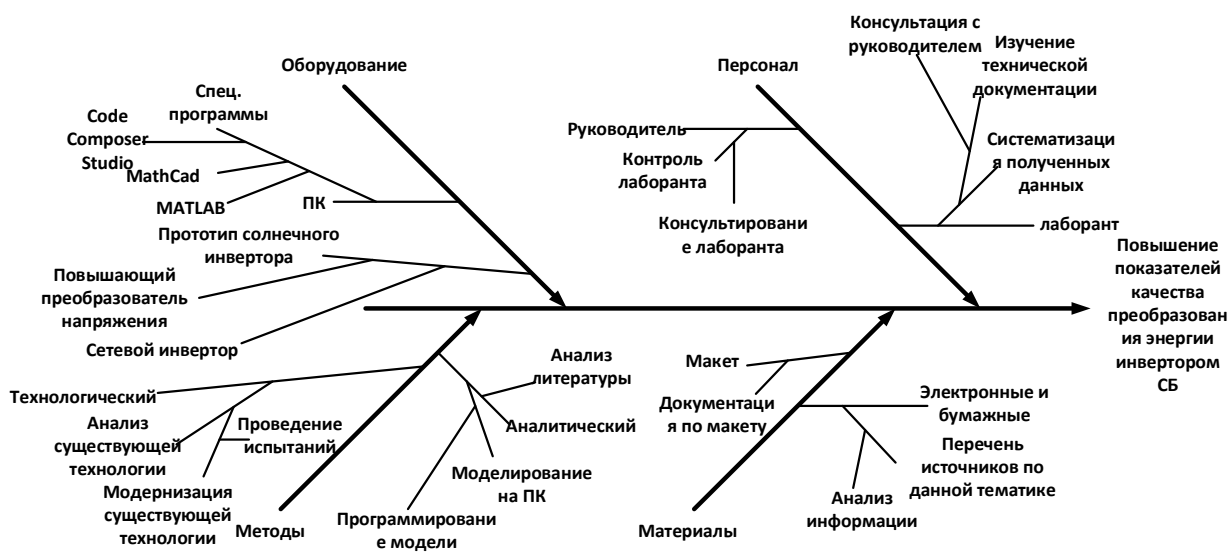 Оборудование
Спец.
программы
Code
Composer
Studio
MathCad
MATLAB
ПК
Прототип солнечного
инвертора
Повышающий
преобразователь
напряжения
Сетевой инвертор
Персонал
Руководитель
Контроль
лаборанта
Консультировани
е лаборанта
Консультация с
руководителем
Изучение
технической
документации
Систематизаци
я полученных
данных
лаборант
Повышение
показателей
качества
преобразован
ия энергии
инвертором
СБ
Технологический
Анализ
существующей
технологии
Проведение
испытаний
Модернизация
существующей
технологии
Методы
Анализ
литературы
Аналитический
Моделирование
на ПК
Программировани
е модели
Макет
Документаци
я по макету
Электронные и
бумажные
Перечень
источников по
данной тематике
Анализ
информации
Материалы